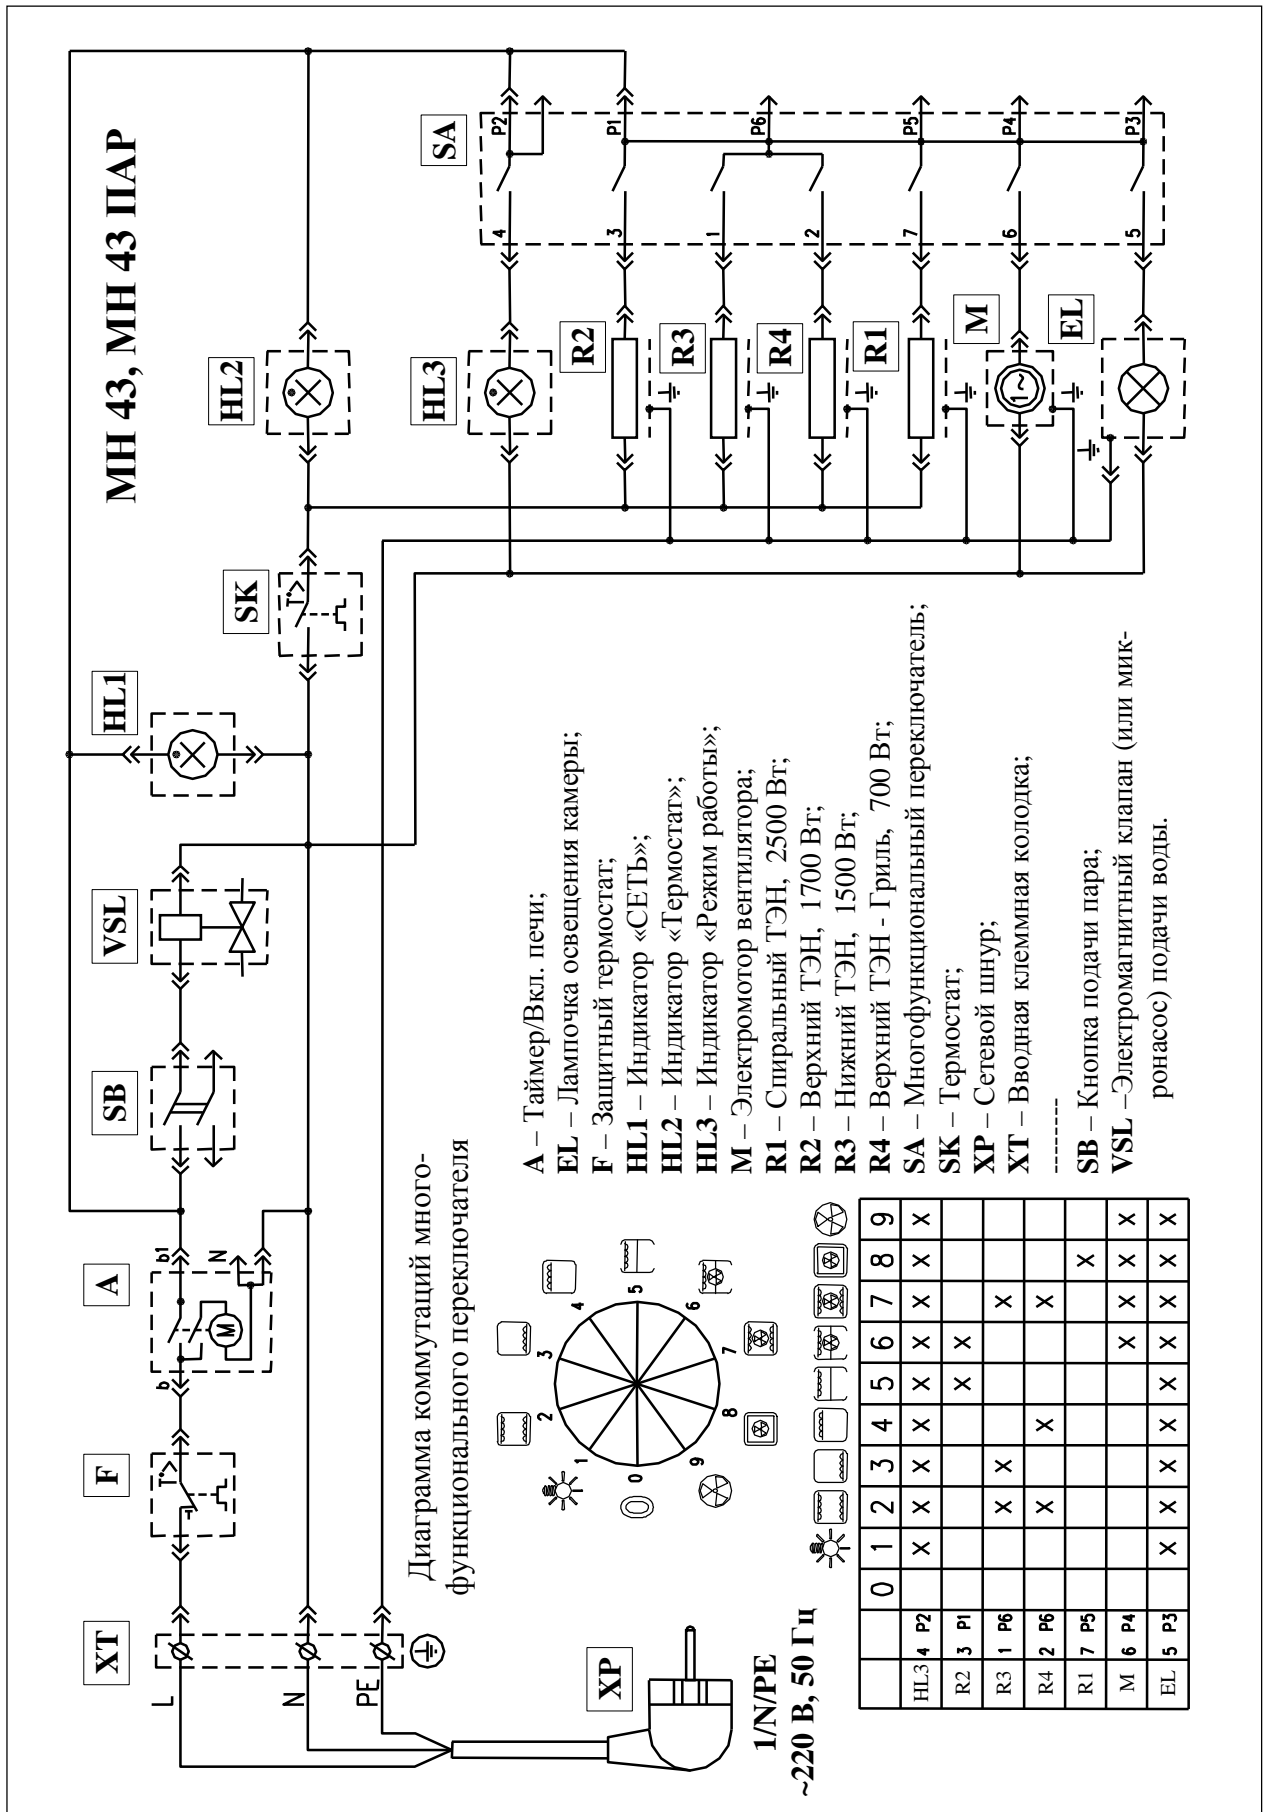 МН 43, МН 43 ПАР
XT
F
A
SB
VSL
HL1
SK
HL2
HL3
SA
R2
R3
R4
R1
M
EL
L
N
PE
b
b1
N
M
T°>
T°>
1~
4
3
1
2
7
6
5
P2
P1
P6
P5
P4
P3
XP
1/N/PE
~220 В, 50 Гц
Диаграмма коммутаций много-
функционального переключателя
0
1
2
3
4
5
6
7
8
9
0 1 2 3 4 5 6 7 8 9
HL3 4 P2 X X X X X X X X X
R2 3 P1 X X
R3 1 P6 X X X
R4 2 P6 X X X
R1 7 P5 X
M 6 P4 X X X X
EL 5 P3 X X X X X X X X X
A – Таймер/Вкл. печи;
EL – Лампочка освещения камеры;
F – Защитный термостат;
HL1 – Индикатор «СЕТЬ»;
HL2 – Индикатор «Термостат»;
HL3 – Индикатор «Режим работы»;
M – Электромотор вентилятора;
R1 – Спиральный ТЭН, 2500 Вт;
R2 – Верхний ТЭН, 1700 Вт;
R3 – Нижний ТЭН, 1500 Вт;
R4 – Верхний ТЭН - Гриль, 700 Вт;
SA – Многофункциональный переключатель;
SK – Термостат;
XP – Сетевой шнур;
XT – Вводная клеммная колодка;
----------
SB – Кнопка подачи пара;
VSL –Электромагнитный клапан (или мик-
ронасос) подачи воды.